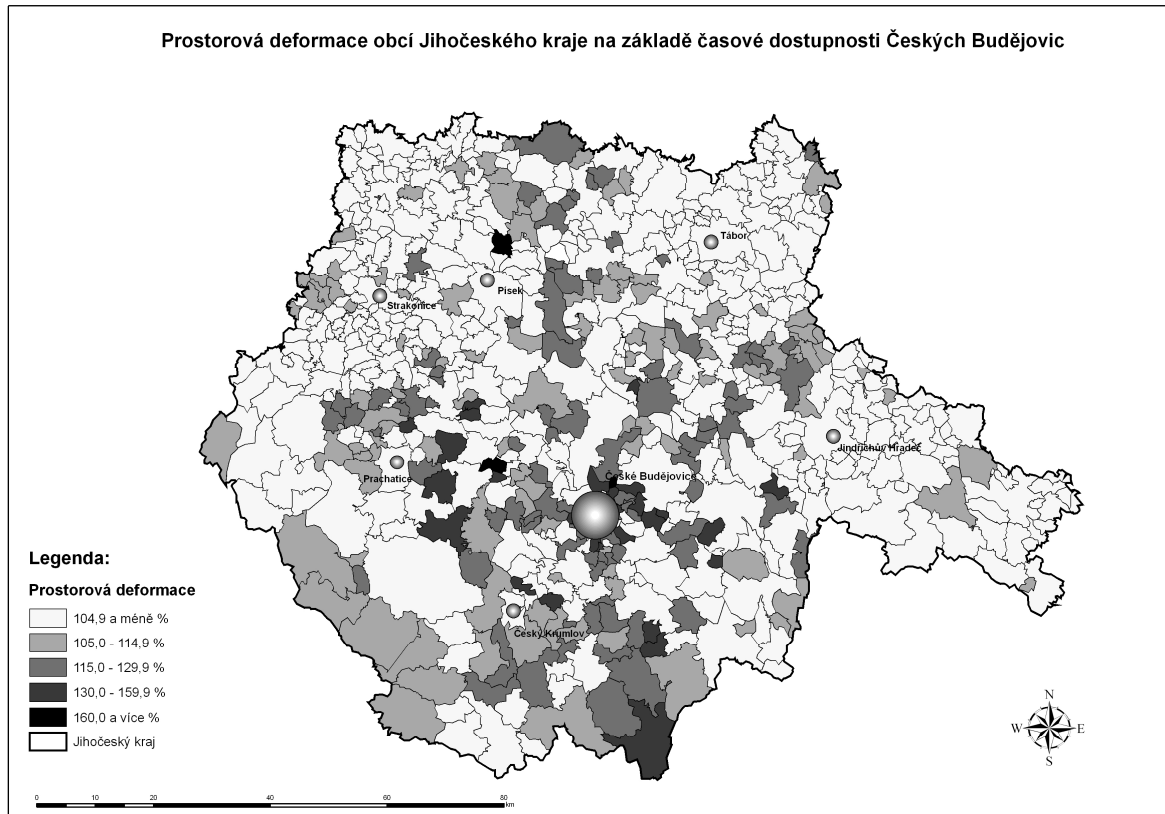 Prostorová deformace obcí Jihočeského kraje na základě časové dostupnosti Českých Budějovic
Tábor
Písek
Strakonice
Jindřichův Hradec
Prachatice
České Budějovice
Český Krumlov
Legenda:
Prostorová deformace
104,9 a méně %
105,0 - 114,9 %
115,0 - 129,9 %
130,0 - 159,9 %
160,0 a více %
Jihočeský kraj
N
W E
S
0 10 20 40 60 80
km